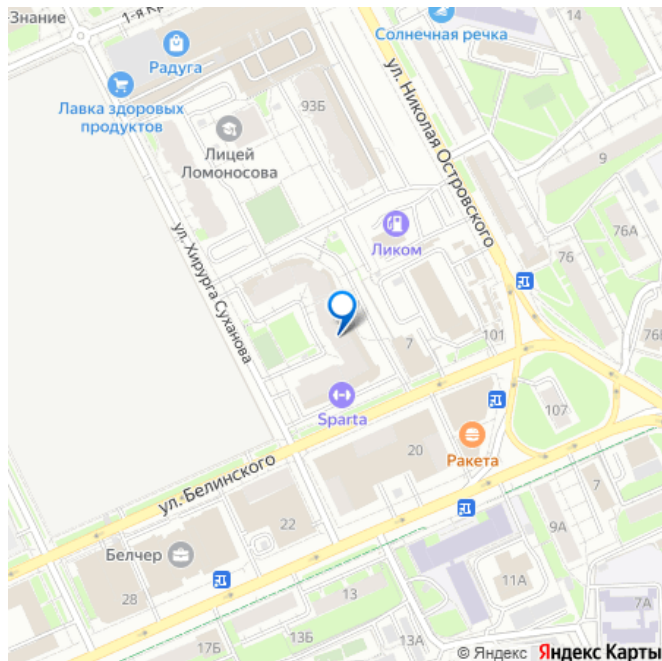 Знание
1-я Кр
Солнечная речка
14
Радуга
Лавка здоровых
продуктов
93Б
Лицей
Ломоносова
ул. Николая Островского
9
76А
76
Ликом
ул. Хирурга Суханова
101
7
Sparta
107
ул. Белинского
20
Ракета
22
7
9А
Белчер
28
11А
7А
13
13Б
17Б
13А
© Яндекс Яндекс Карты